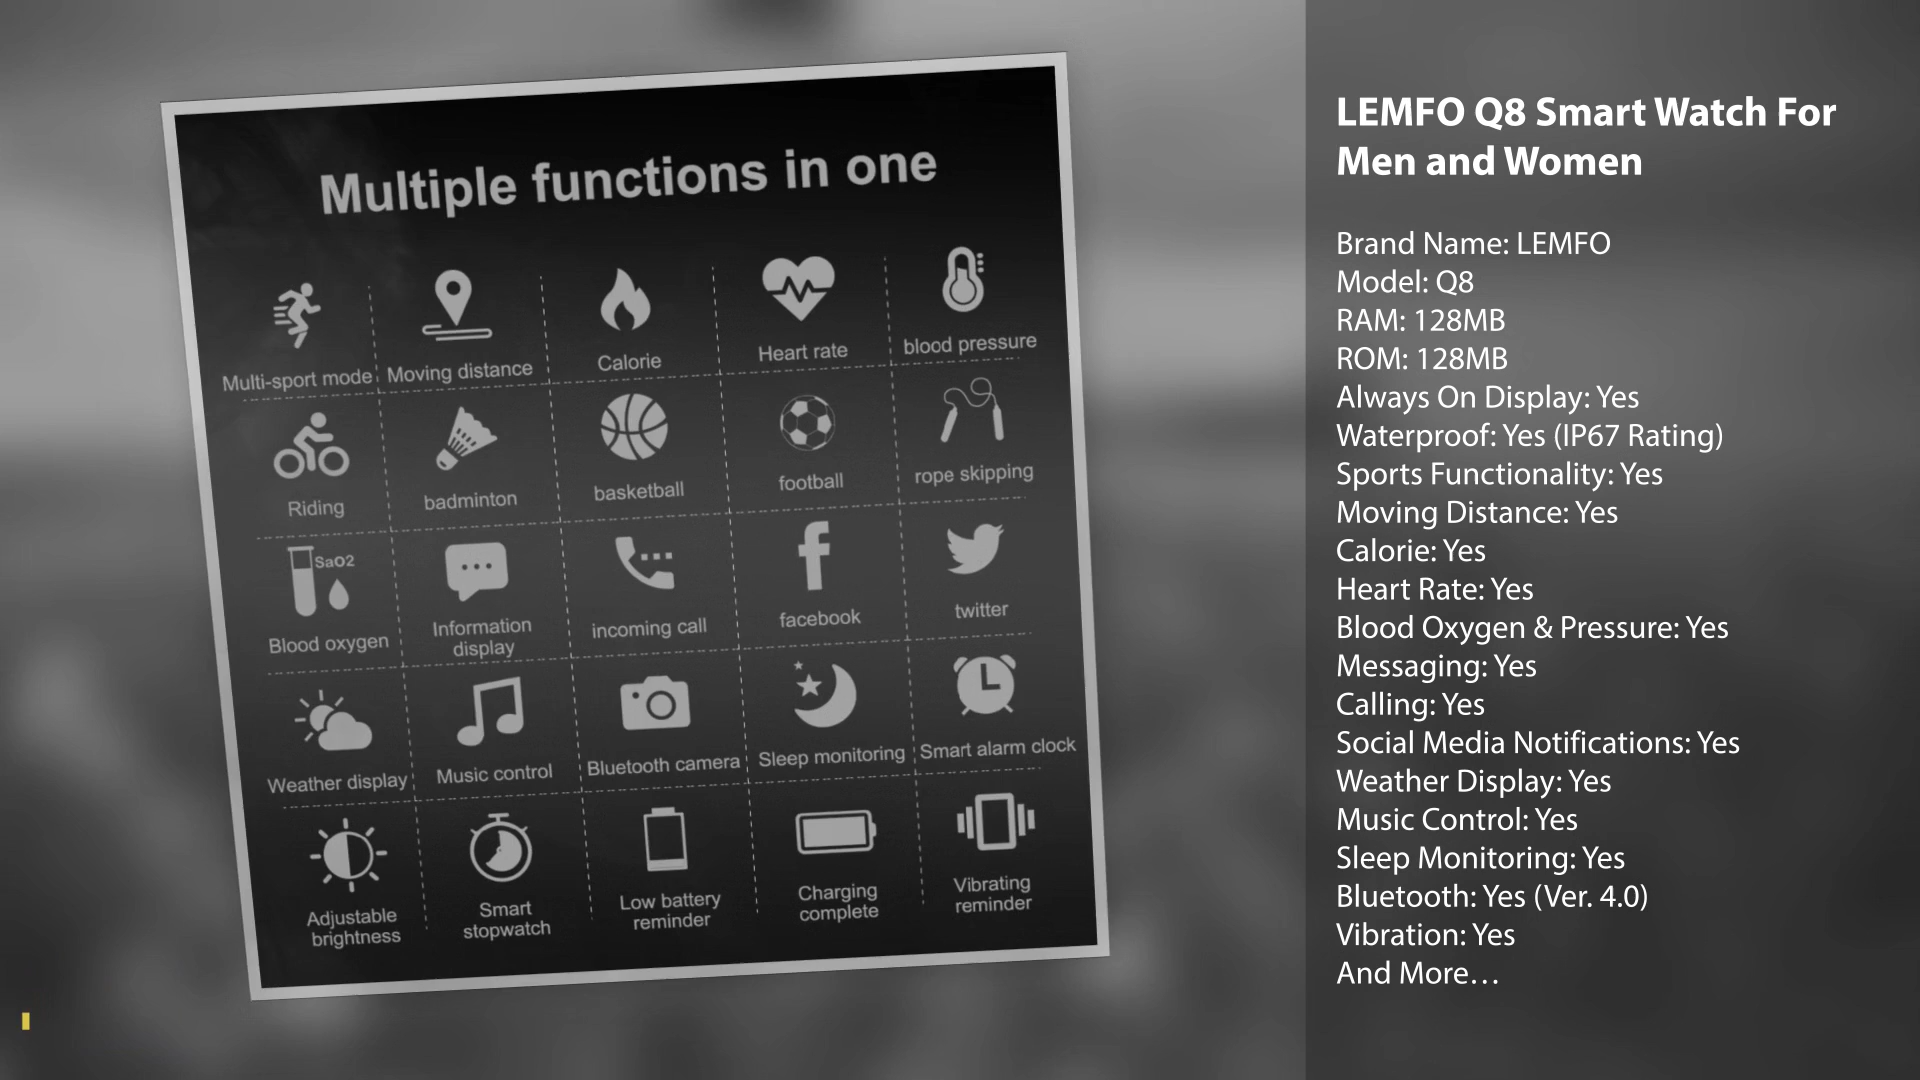 Multiple functions in one
Multi-sport mode
Moving distance
Calorie
Heart rate
blood pressure
Riding
badminton
basketball
football
rope skipping
SaO2
Blood oxygen
Information
display
incoming call
facebook
twitter
Weather display
Music control
Bluetooth camera
Sleep monitoring
Smart alarm clock
Adjustable
brightness
Smart
stopwatch
Low battery
reminder
Charging
complete
Vibrating
reminder
LEMFO Q8 Smart Watch For
Men and Women
Brand Name: LEMFO
Model: Q8
RAM: 128MB
ROM: 128MB
Always On Display: Yes
Waterproof: Yes (IP67 Rating)
Sports Functionality: Yes
Moving Distance: Yes
Calorie: Yes
Heart Rate: Yes
Blood Oxygen & Pressure: Yes
Messaging: Yes
Calling: Yes
Social Media Notifications: Yes
Weather Display: Yes
Music Control: Yes
Sleep Monitoring: Yes
Bluetooth: Yes (Ver. 4.0)
Vibration: Yes
And More…